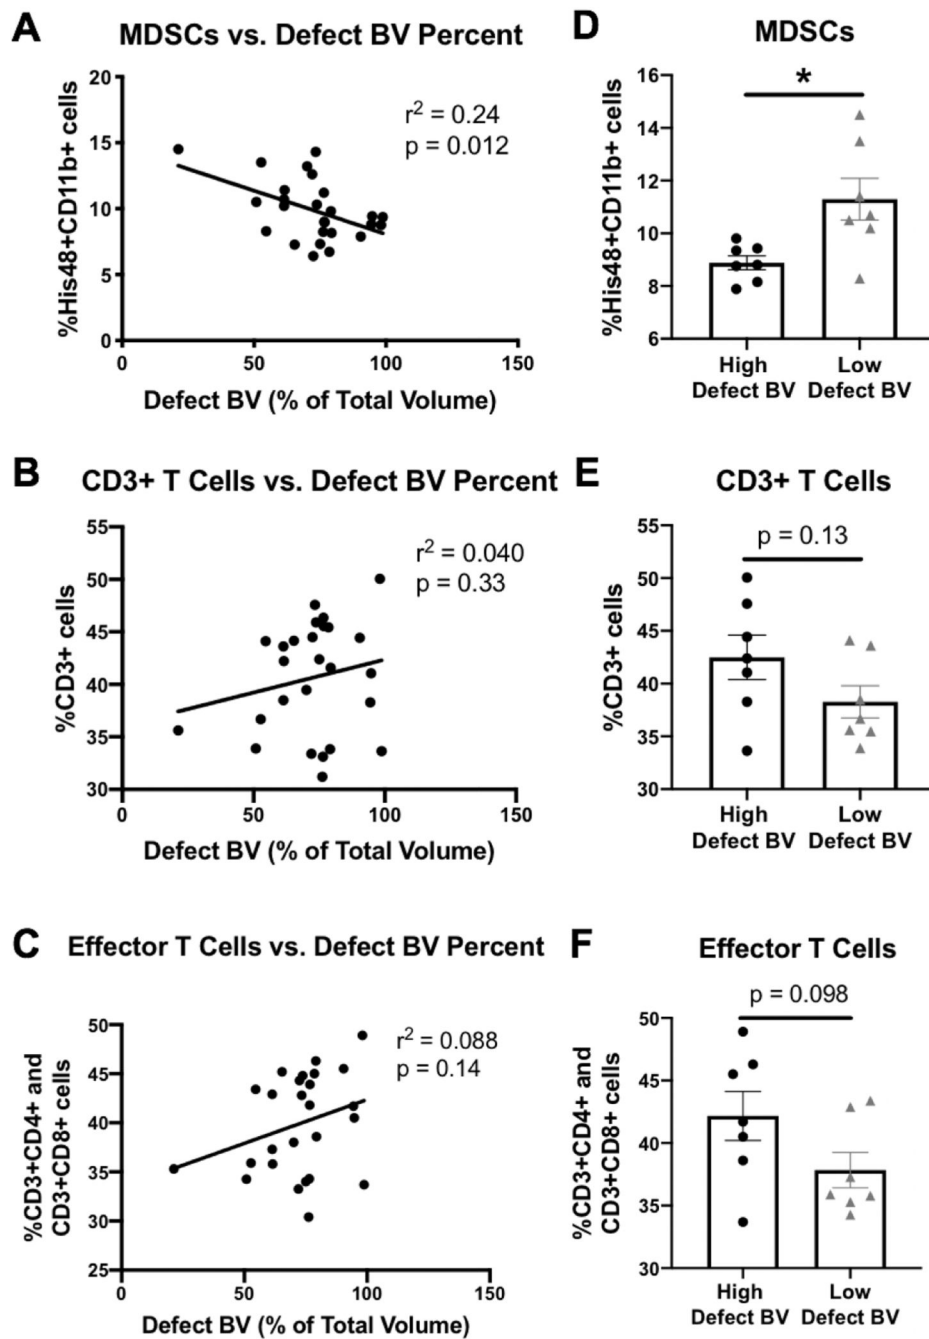 A
MDSCs vs. Defect BV Percent
%His48+CD11b+ cells
20
15
10
5
0
r² = 0.24
p = 0.012
0 50 100 150
Defect BV (% of Total Volume)
D
MDSCs
%His48+CD11b+ cells
16
14
12
10
8
6
*
High
Defect BV
Low
Defect BV
B
CD3+ T Cells vs. Defect BV Percent
%CD3+ cells
55
50
45
40
35
30
r² = 0.040
p = 0.33
0 50 100 150
Defect BV (% of Total Volume)
E
CD3+ T Cells
%CD3+ cells
55
50
45
40
35
30
p = 0.13
High
Defect BV
Low
Defect BV
C
Effector T Cells vs. Defect BV Percent
%CD3+CD4+ and
CD3+CD8+ cells
50
45
40
35
30
25
r² = 0.088
p = 0.14
0 50 100 150
Defect BV (% of Total Volume)
F
Effector T Cells
%CD3+CD4+ and
CD3+CD8+ cells
50
45
40
35
30
p = 0.098
High
Defect BV
Low
Defect BV